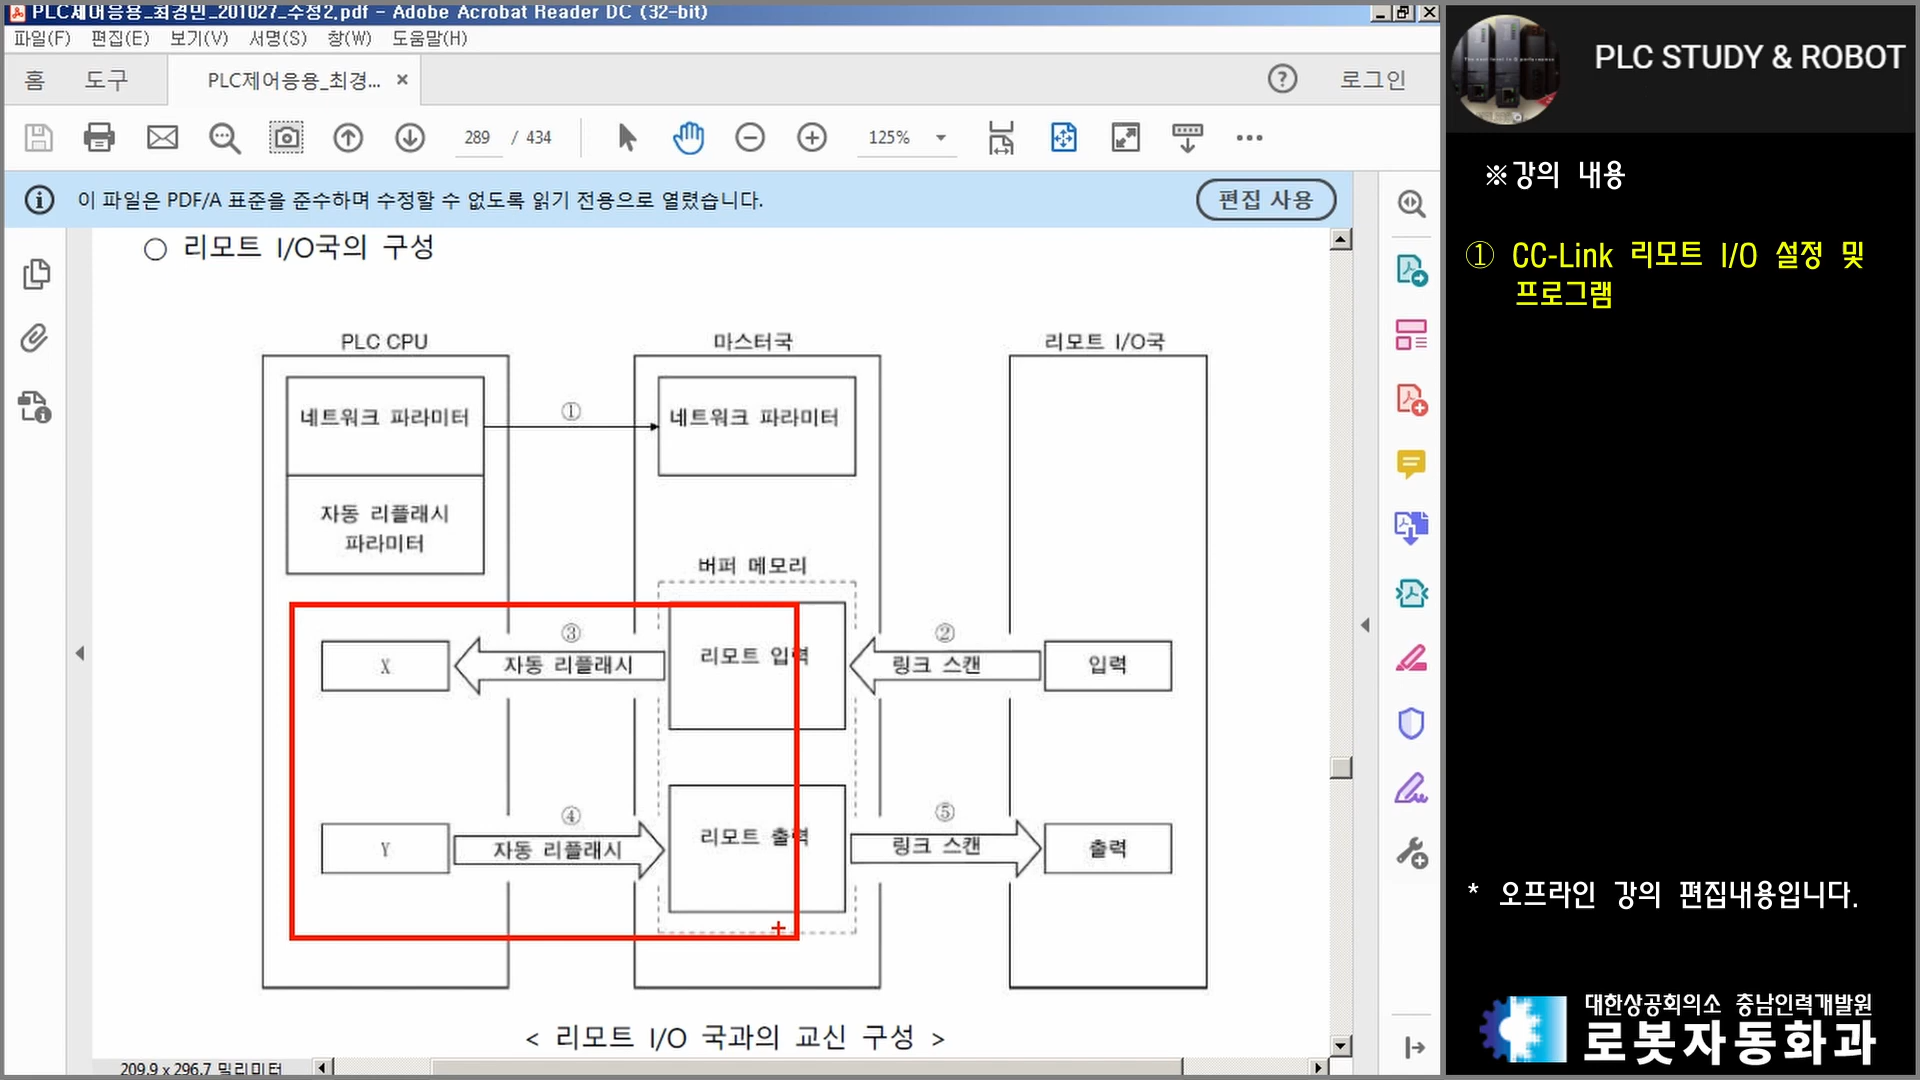 PLC제어응용_최경민_201027_수정2.pdf - Adobe Acrobat Reader DC (32-bit)
파일(F) 편집(E) 보기(V) 서명(S) 창(W) 도움말(H)
홈 도구 PLC제어응용_최경... × 로그인
289 / 434 125%
이 파일은 PDF/A 표준을 준수하며 수정할 수 없도록 읽기 전용으로 열렸습니다. 편집 사용
○ 리모트 I/O국의 구성
PLC CPU 마스터국 리모트 I/O국
네트워크 파라미터 ① 네트워크 파라미터
자동 리플래시
파라미터
버퍼 메모리
③ ②
X 자동 리플래시 리모트 입력 링크 스캔 입력
④ ⑤
Y 자동 리플래시 리모트 출력 링크 스캔 출력
< 리모트 I/O 국과의 교신 구성 >
209.9 x 296.7 밀리미터
PLC STUDY & ROBOT
※강의 내용
① CC-Link 리모트 I/O 설정 및
프로그램
* 오프라인 강의 편집내용입니다.
대한상공회의소 충남인력개발원
로봇자동화과